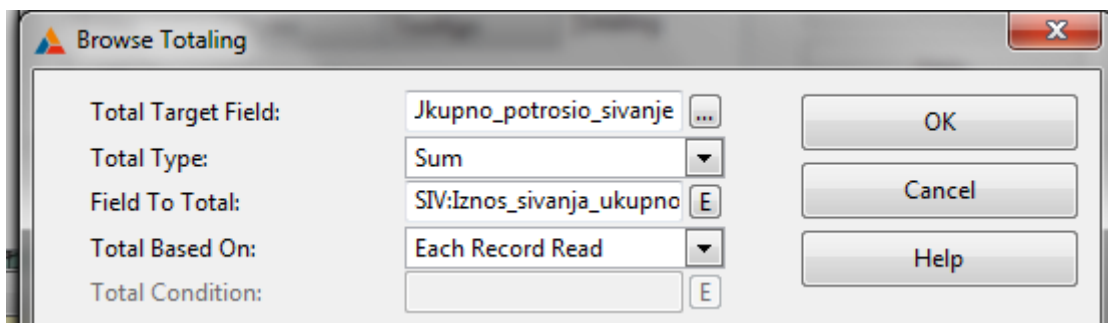 Browse Totaling
Total Target Field: Jkupno_potrosio_sivanje ...
OK
Total Type: Sum
Field To Total: SIV:Iznos_sivanja_ukupno E
Cancel
Total Based On: Each Record Read
Help
Total Condition: E